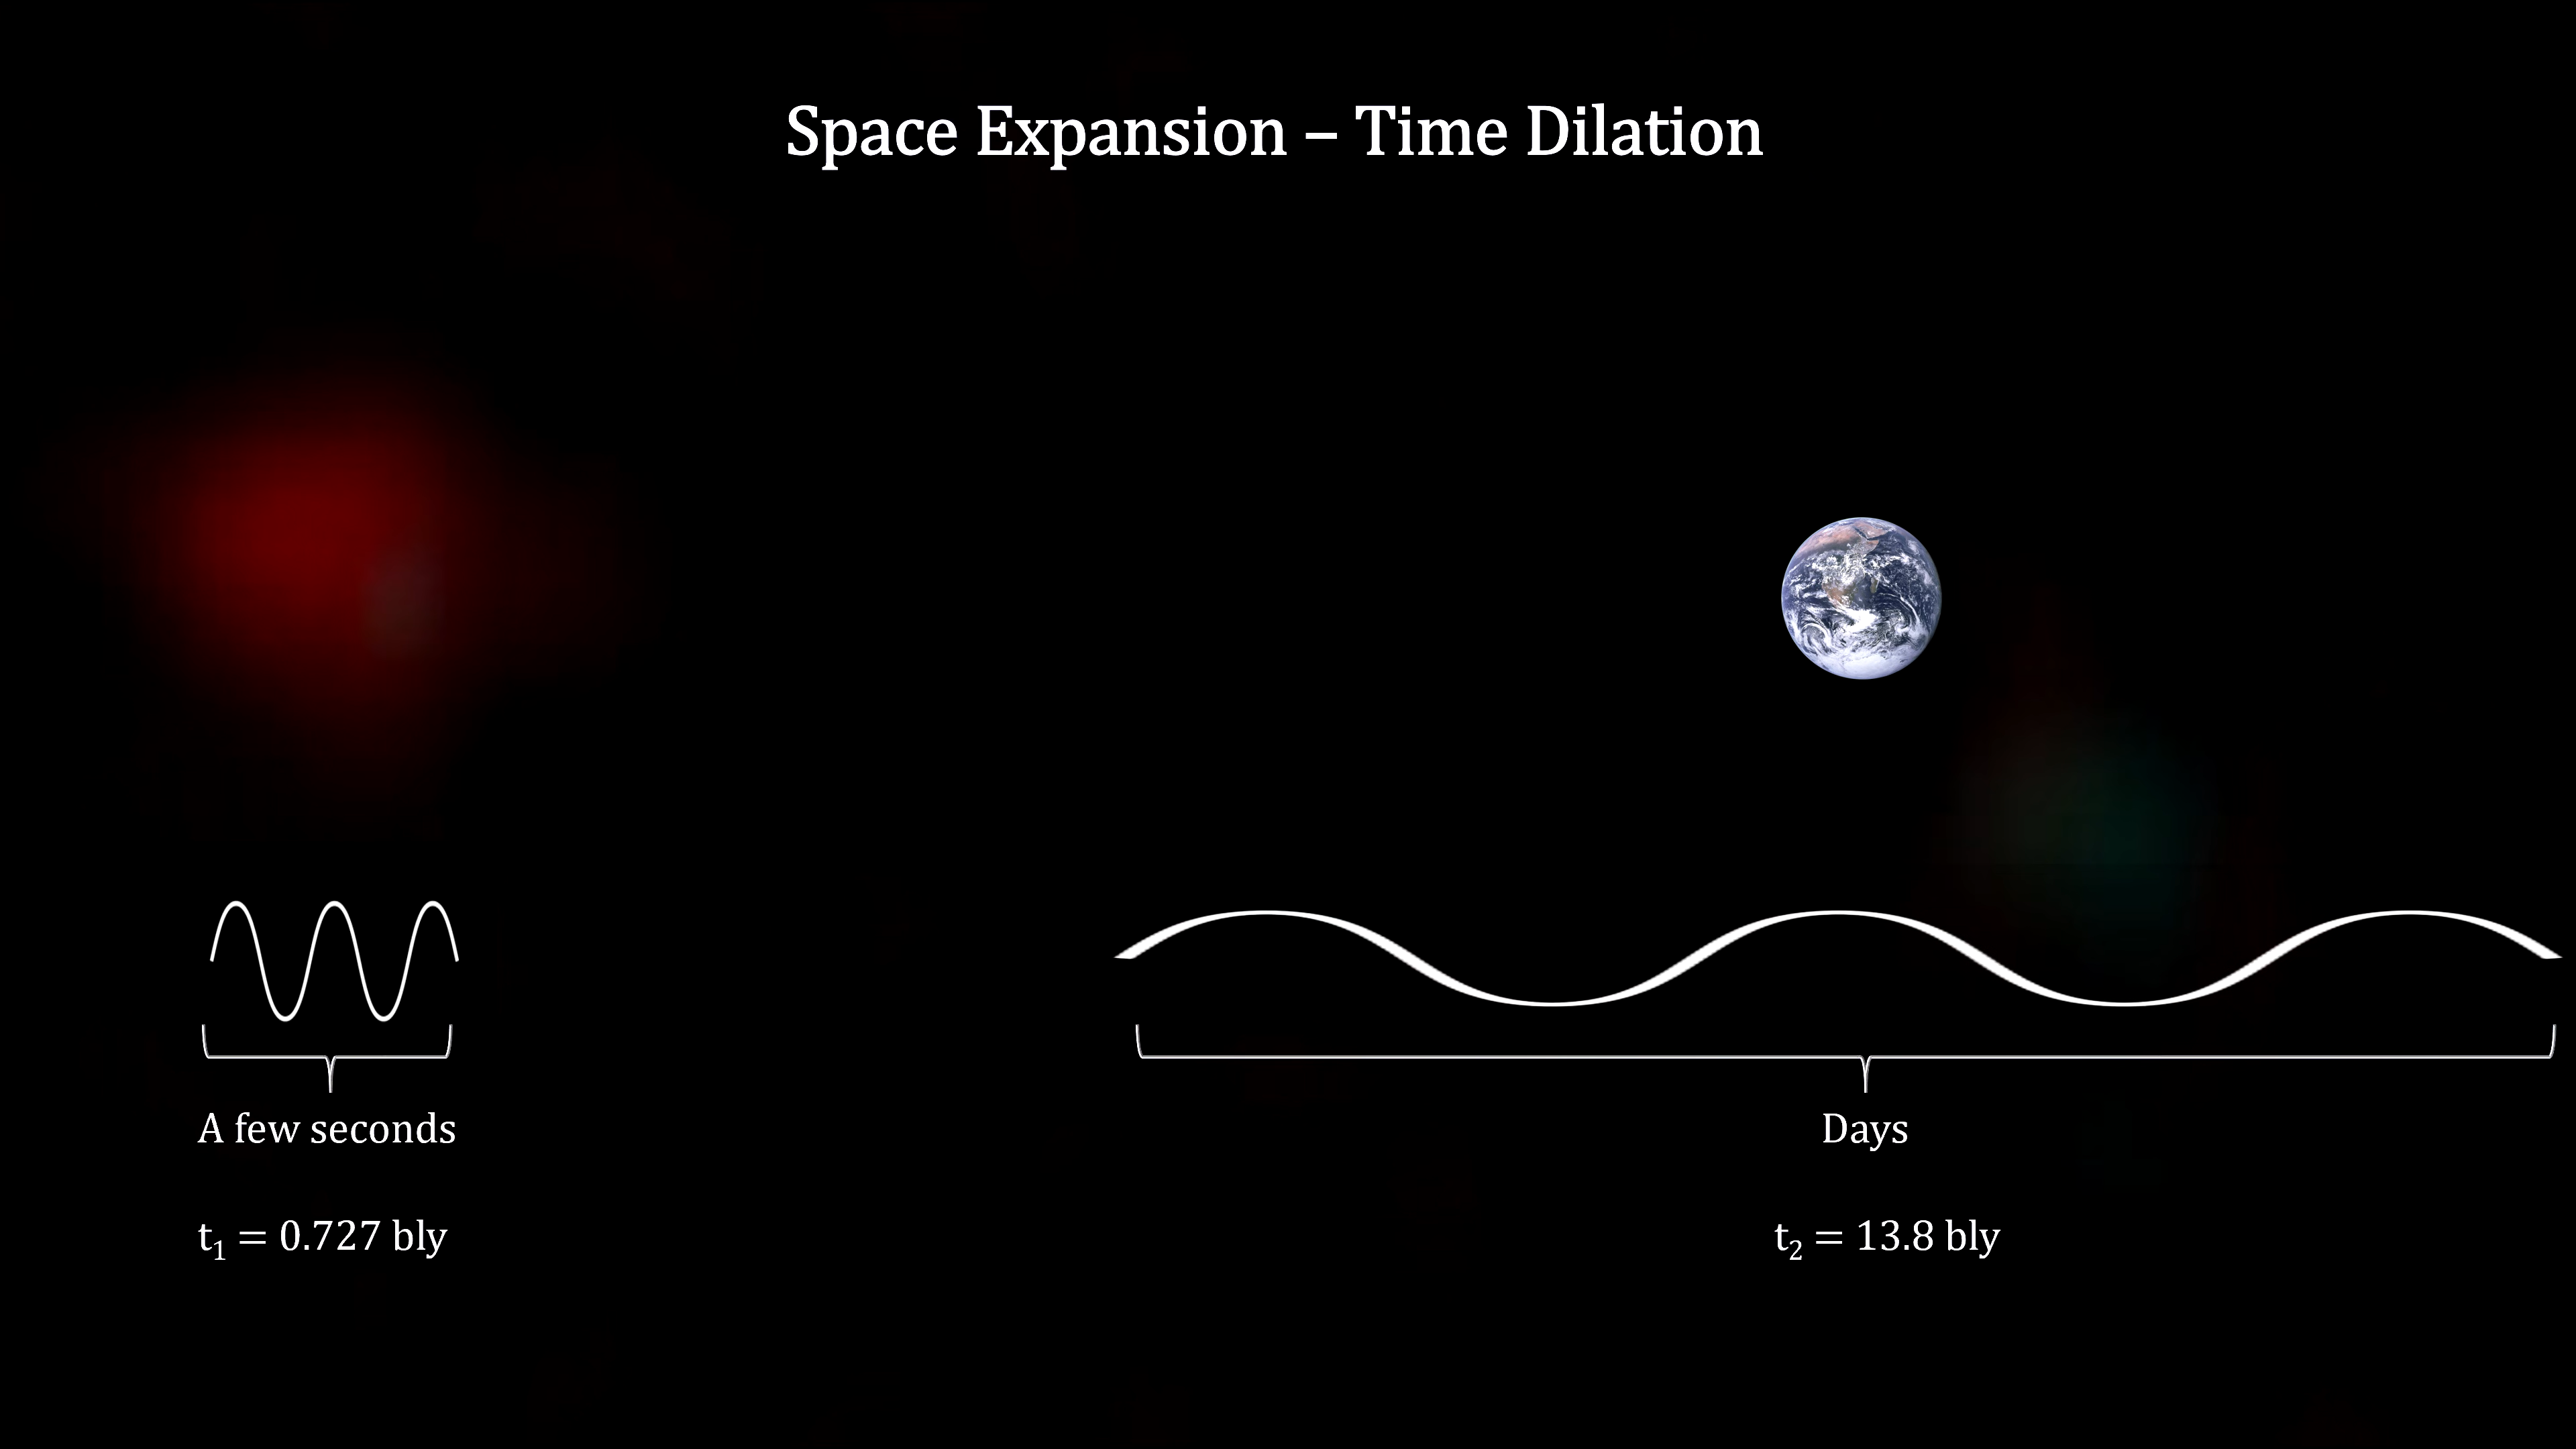 Space Expansion – Time Dilation
A few seconds
Days
t₁ = 0.727 bly
t₂ = 13.8 bly